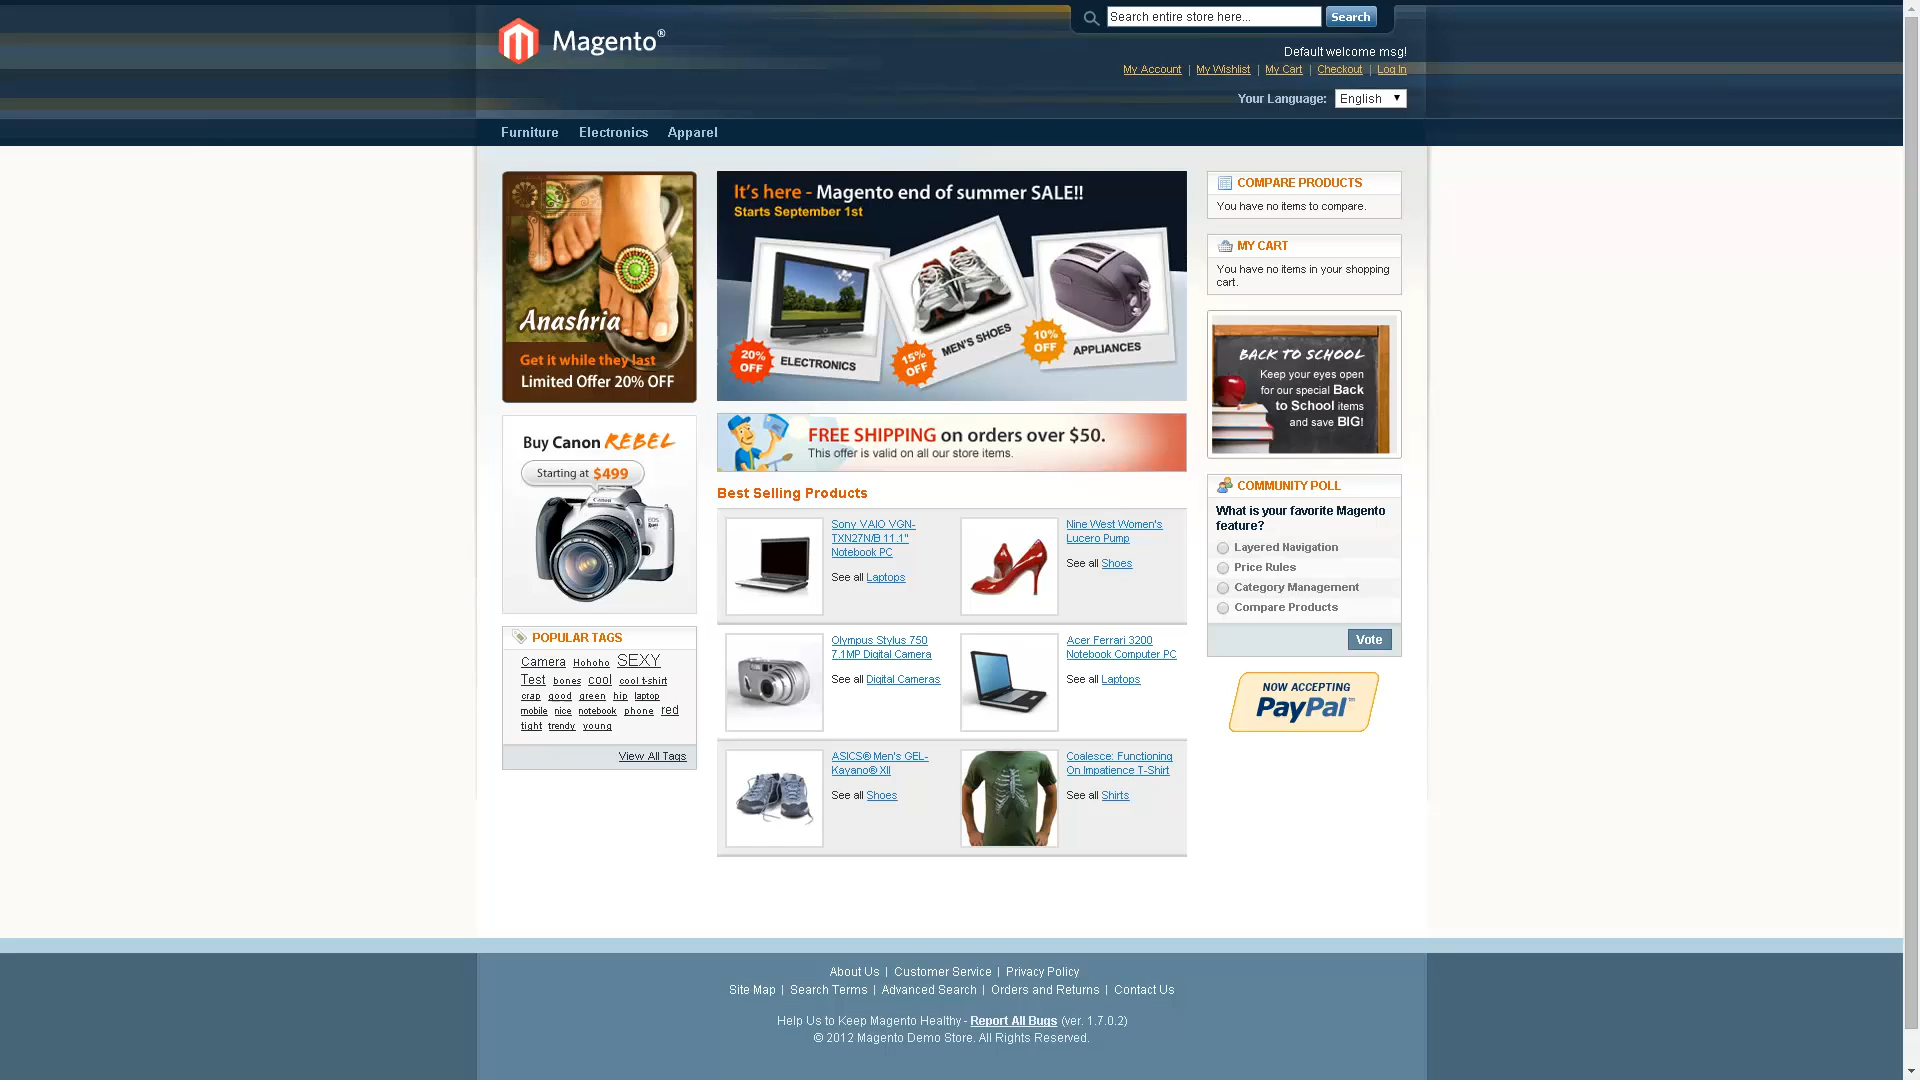 Magento®
Search entire store here...
Search
Default welcome msg!
My Account | My Wishlist | My Cart | Checkout | Log In
Your Language: English
Furniture Electronics Apparel
Anashria
Get it while they last
Limited Offer 20% OFF
Buy Canon REBEL
Starting at $499
Canon
EOS
POPULAR TAGS
Camera Hohoho SEXY
Test bones cool cool t-shirt
crap good green hip laptop
mobile nice notebook phone red
tight trendy young
View All Tags
It's here - Magento end of summer SALE!!
Starts September 1st
20% OFF
ELECTRONICS
15% OFF
MEN'S SHOES
10% OFF
APPLIANCES
FREE SHIPPING on orders over $50.
This offer is valid on all our store items.
Best Selling Products
Sony VAIO VGN-
TXN27N/B 11.1"
Notebook PC
See all Laptops
Nine West Women's
Lucero Pump
See all Shoes
Olympus Stylus 750
7.1MP Digital Camera
See all Digital Cameras
Acer Ferrari 3200
Notebook Computer PC
See all Laptops
ASICS® Men's GEL-
Kayano® XII
See all Shoes
Coalesce: Functioning
On Impatience T-Shirt
See all Shirts
COMPARE PRODUCTS
You have no items to compare.
MY CART
You have no items in your shopping
cart.
BACK TO SCHOOL
Keep your eyes open
for our special Back
to School items
and save BIG!
COMMUNITY POLL
What is your favorite Magento
feature?
Layered Navigation
Price Rules
Category Management
Compare Products
Vote
NOW ACCEPTING
PayPal™
About Us | Customer Service | Privacy Policy
Site Map | Search Terms | Advanced Search | Orders and Returns | Contact Us
Help Us to Keep Magento Healthy - Report All Bugs (ver. 1.7.0.2)
© 2012 Magento Demo Store. All Rights Reserved.